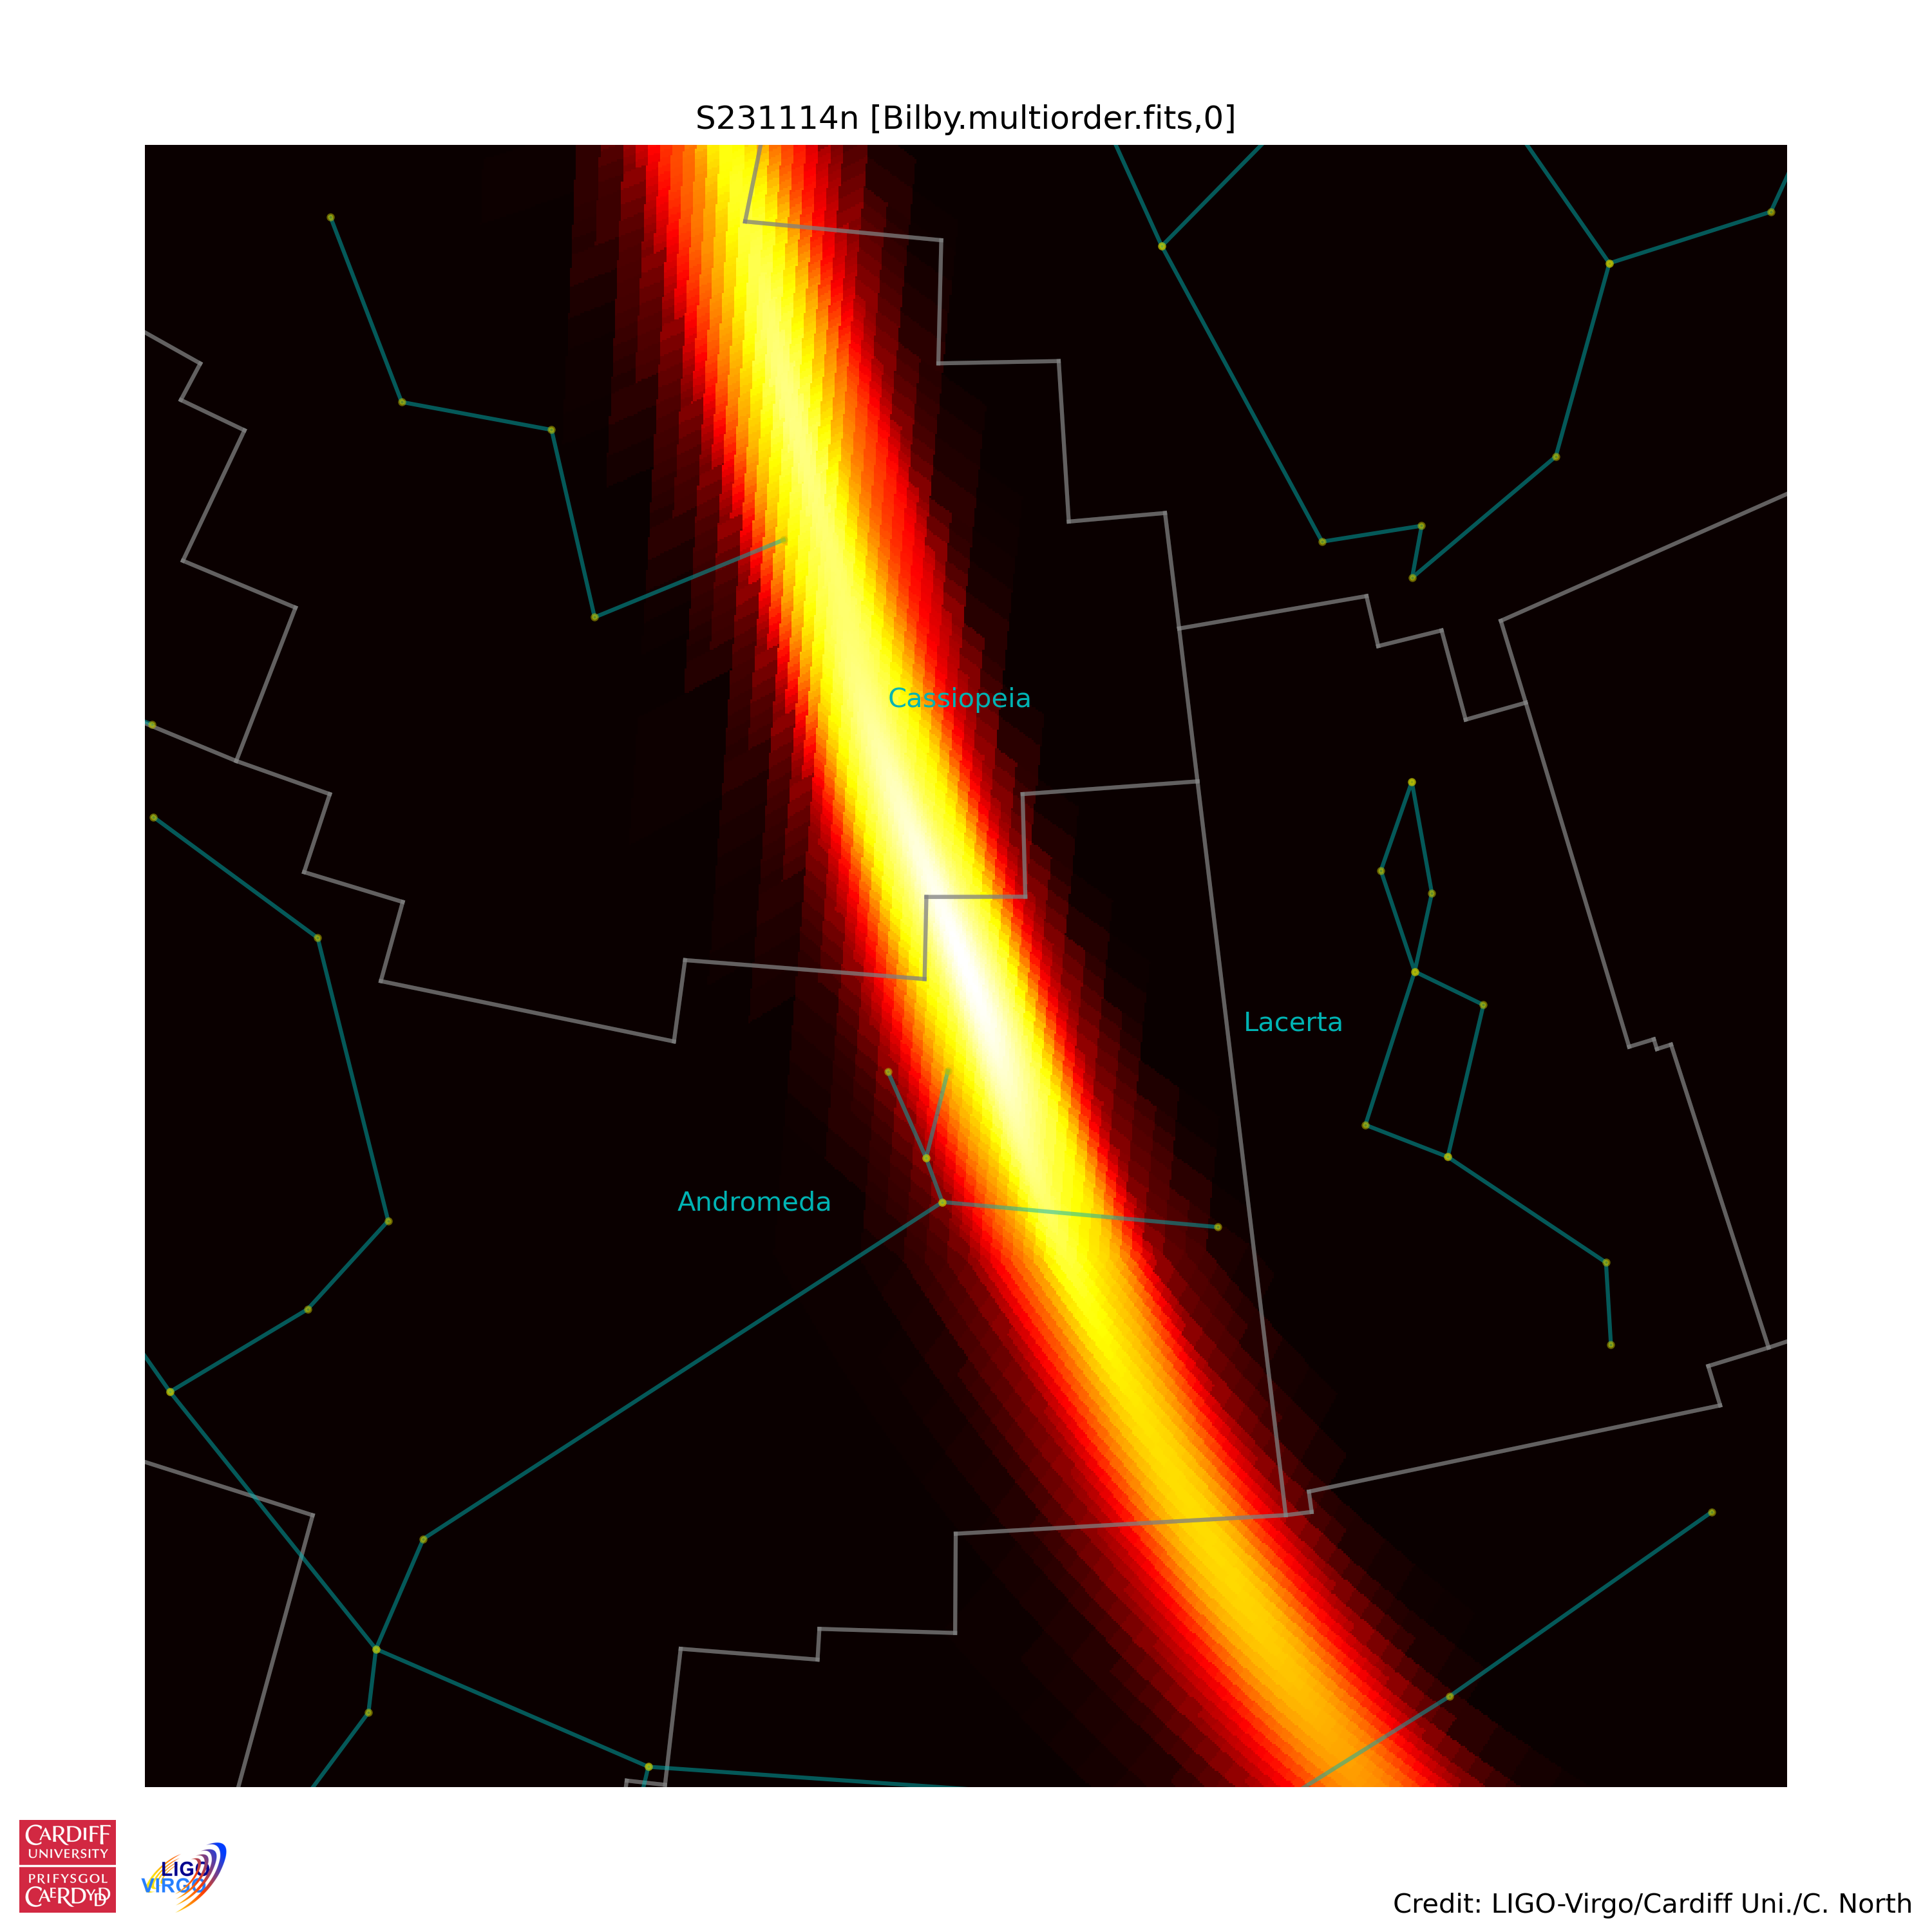 S231114n [Bilby.multiorder.fits,0]
Cassiopeia
Lacerta
Andromeda
CARDIFF
UNIVERSITY
PRIFYSGOL
CAERDYDD
LIGO
VIRGO
Credit: LIGO-Virgo/Cardiff Uni./C. North